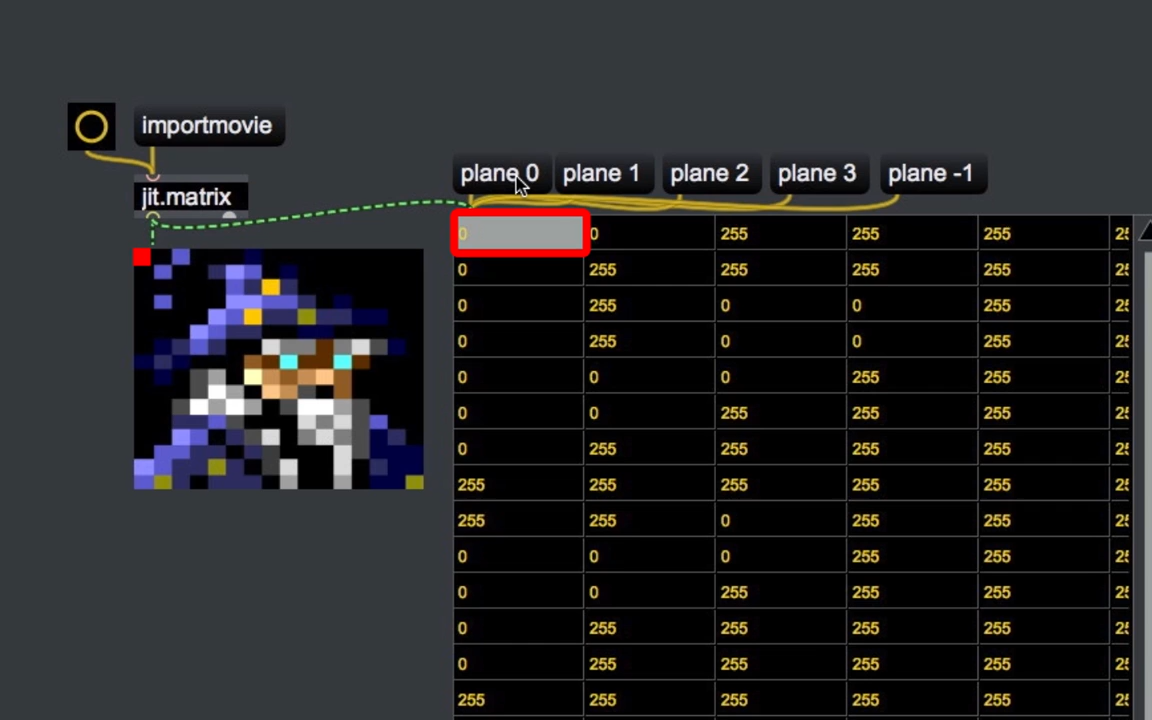 importmovie
jit.matrix
plane 0 plane 1 plane 2 plane 3 plane -1
0 0 255 255 255
0 255 255 255 255
0 255 0 0 255
0 255 0 0 255
0 0 0 255 255
0 0 255 255 255
0 255 255 255 255
255 255 255 255 255
255 255 0 255 255
0 0 0 255 255
0 0 255 255 255
0 255 255 255 255
0 255 255 255 255
255 255 255 255 255